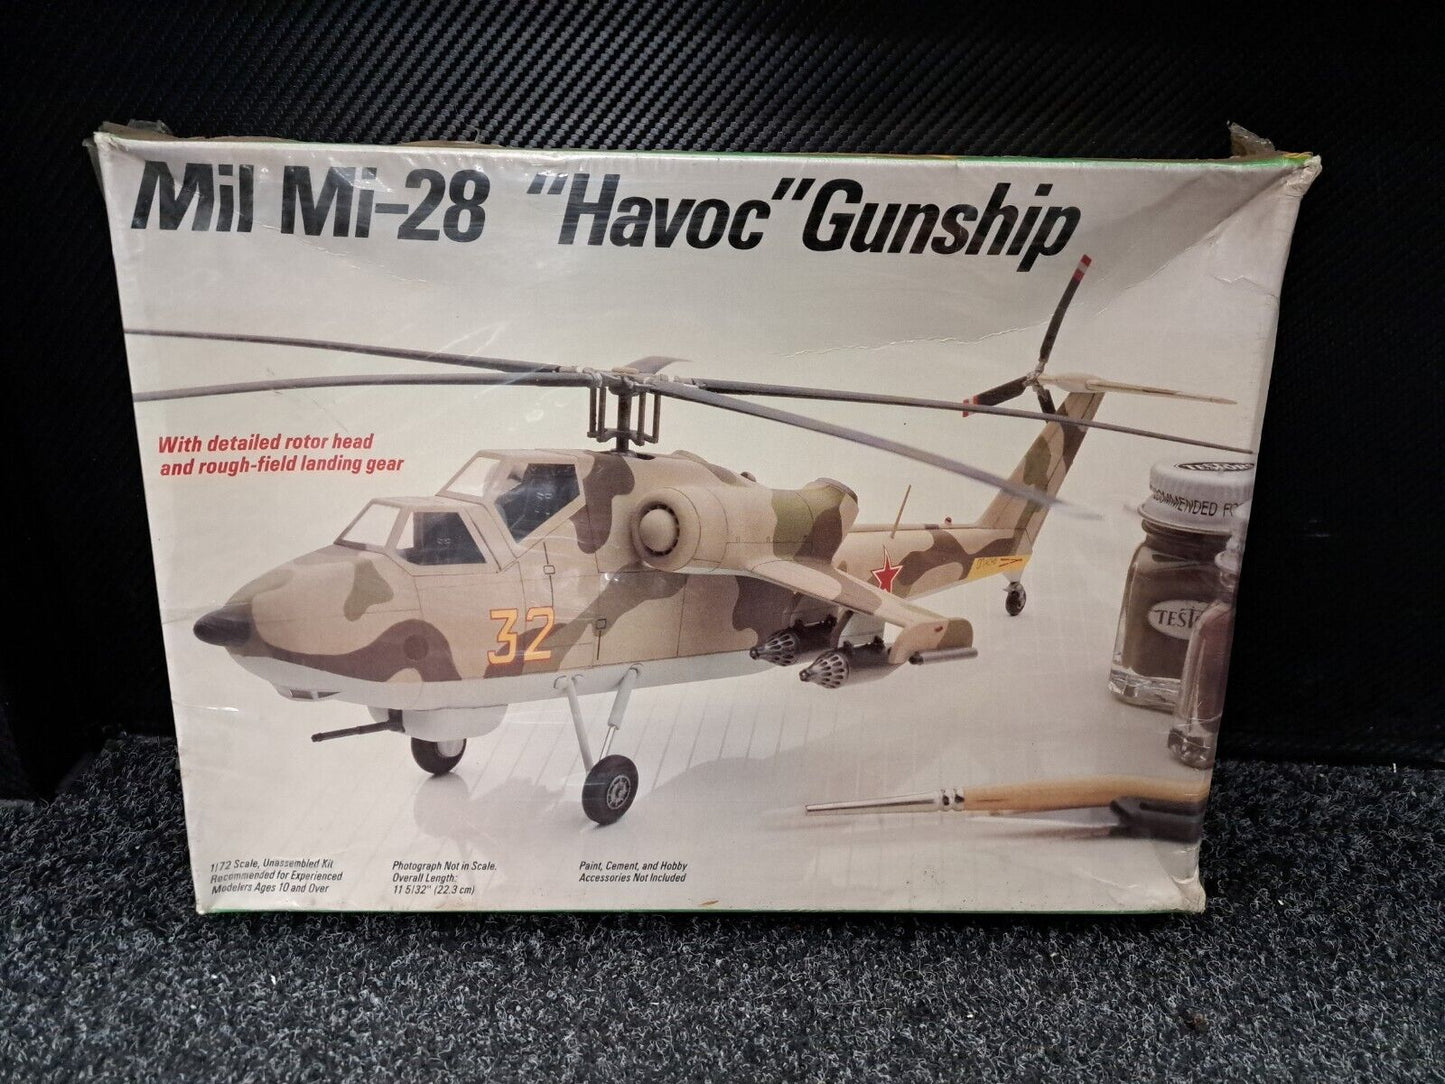 Mil Mi-28 "Havoc" Gunship
With detailed rotor head
and rough-field landing gear
32
1/72 Scale, Unassembled Kit
Recommended for Experienced
Modelers Ages 10 and Over
Photograph Not in Scale.
Overall Length:
11 5/32" (22.3 cm)
Paint, Cement, and Hobby
Accessories Not Included